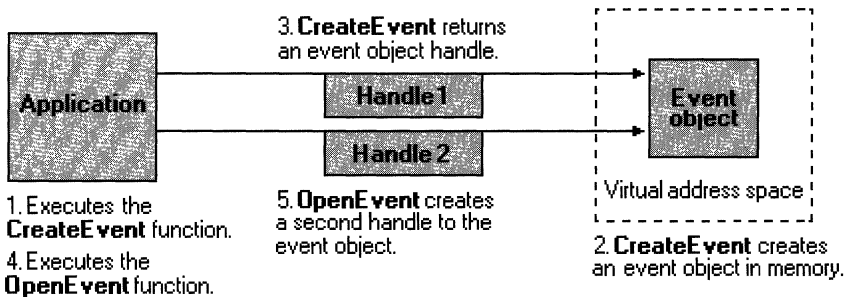 3. CreateEvent returns
an event object handle.
Application
Handle 1
Event
object
Handle 2
Virtual address space
1. Executes the
CreateEvent function.
4. Executes the
OpenEvent function.
5. OpenEvent creates
a second handle to the
event object.
2. CreateEvent creates
an event object in memory.